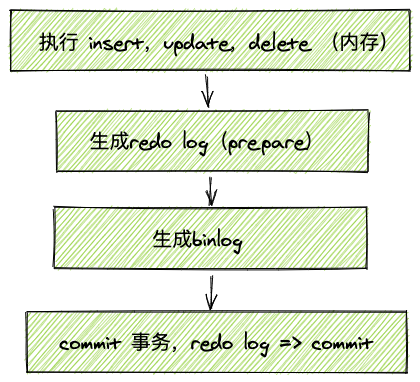 执行 insert, update, delete （内存）
生成redo log（prepare）
生成binlog
commit 事务, redo log => commit